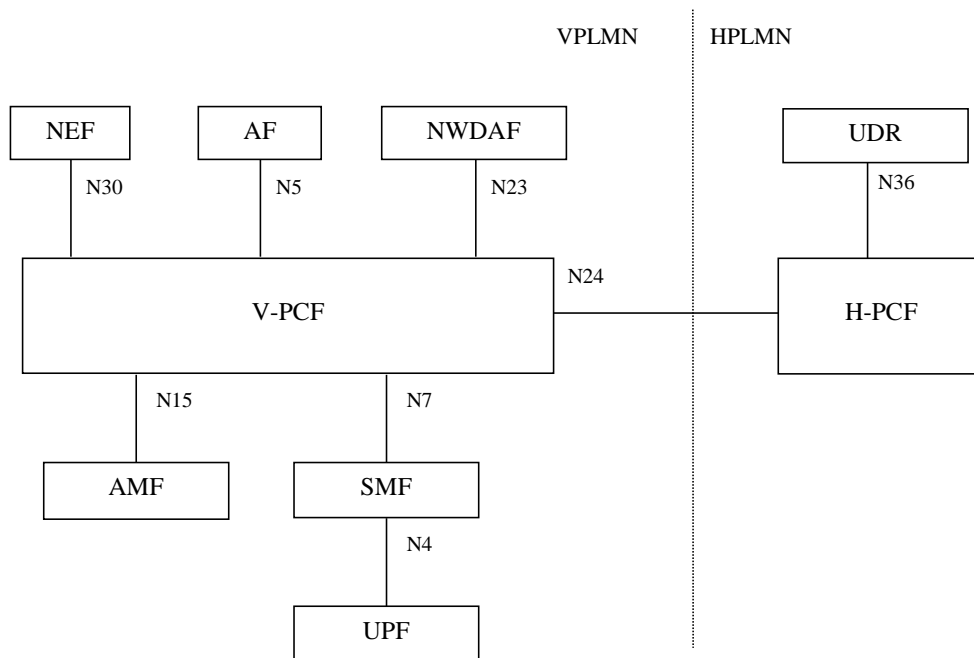 VPLMN HPLMN
NEF AF NWDAF UDR
N30 N5 N23 N36
N24
V-PCF H-PCF
N15 N7
AMF SMF
N4
UPF